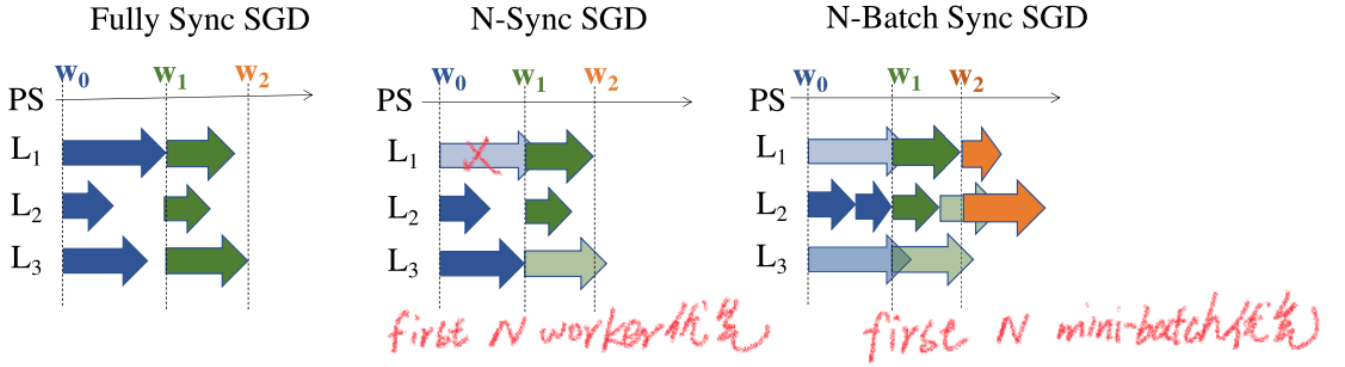 Fully Sync SGD
N-Sync SGD
N-Batch Sync SGD
PS W₀ W₁ W₂
L₁
L₂
L₃
PS W₀ W₁ W₂
L₁
L₂
L₃
PS W₀ W₁ W₂
L₁
L₂
L₃
first N worker优先
first N mini-batch优先